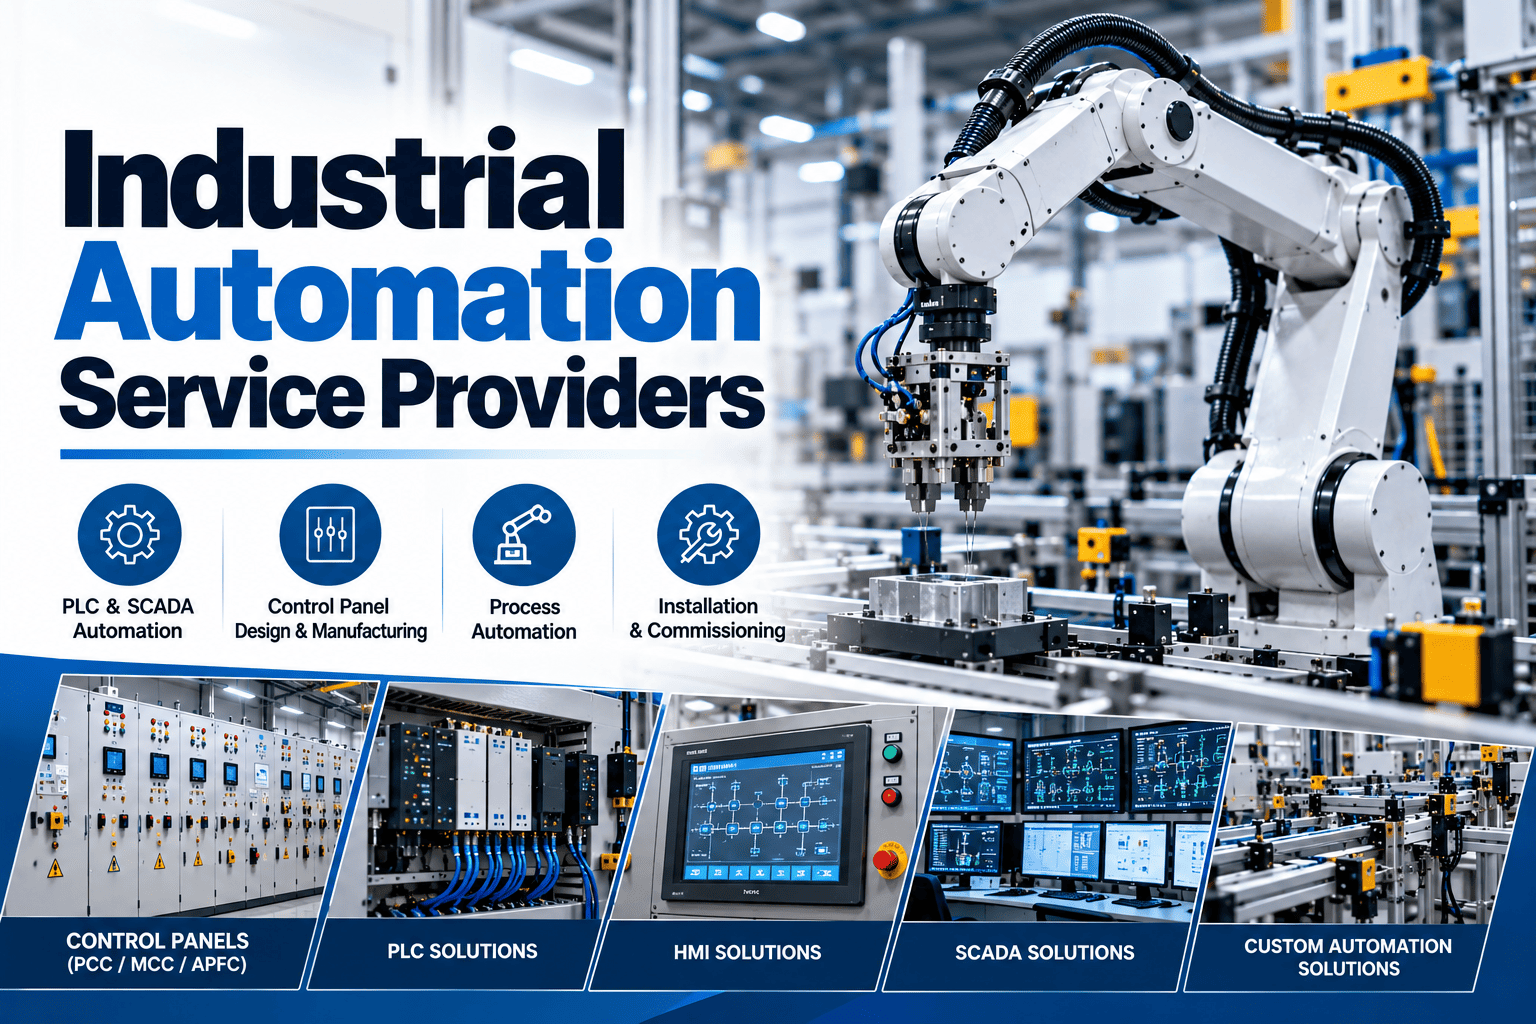 Industrial
Automation
Service Providers
PLC & SCADA
Automation
Control Panel
Design & Manufacturing
Process
Automation
Installation
& Commissioning
CONTROL PANELS
(PCC / MCC / APFC)
PLC SOLUTIONS
HMI SOLUTIONS
SCADA SOLUTIONS
CUSTOM AUTOMATION
SOLUTIONS